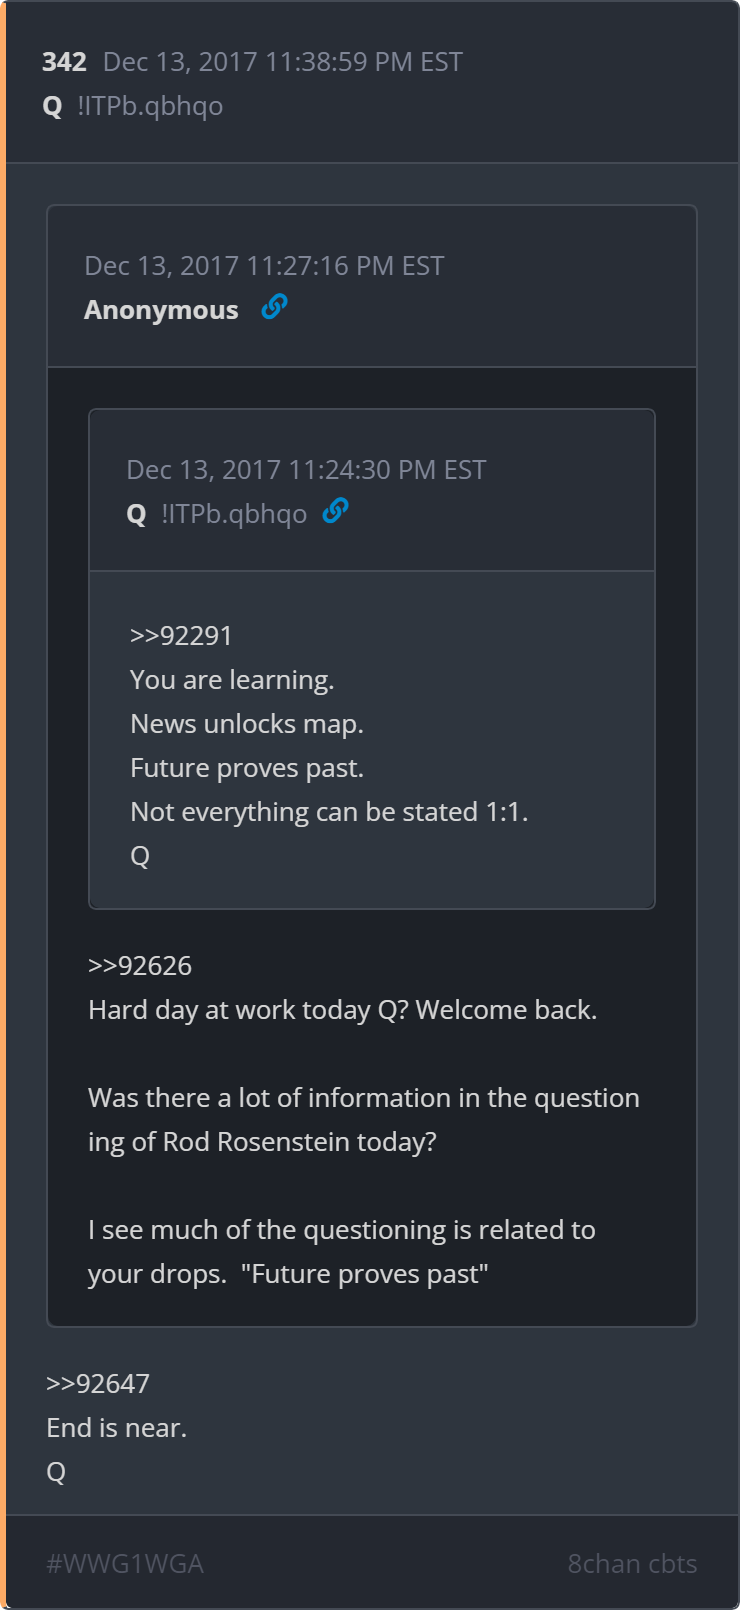 342 Dec 13, 2017 11:38:59 PM EST
Q !ITPb.qbhqo
Dec 13, 2017 11:27:16 PM EST
Anonymous
Dec 13, 2017 11:24:30 PM EST
Q !ITPb.qbhqo
>>92291
You are learning.
News unlocks map.
Future proves past.
Not everything can be stated 1:1.
Q
>>92626
Hard day at work today Q? Welcome back.
Was there a lot of information in the question
ing of Rod Rosenstein today?
I see much of the questioning is related to
your drops.  "Future proves past"
>>92647
End is near.
Q
#WWG1WGA
8chan cbts